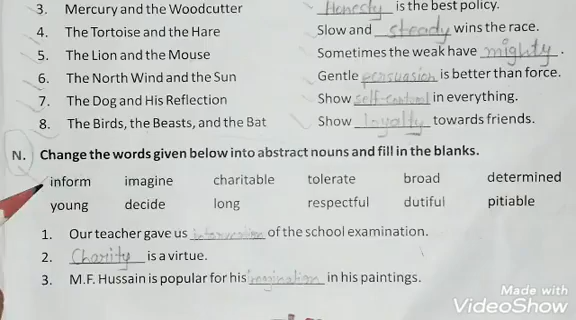 3. Mercury and the Woodcutter Honesty is the best policy.
4. The Tortoise and the Hare Slow and steady wins the race.
5. The Lion and the Mouse Sometimes the weak have mighty.
6. The North Wind and the Sun Gentle persuasion is better than force.
7. The Dog and His Reflection Show self-control in everything.
8. The Birds, the Beasts, and the Bat Show loyalty towards friends.
N. Change the words given below into abstract nouns and fill in the blanks.
inform imagine charitable tolerate broad determined
young decide long respectful dutiful pitiable
1. Our teacher gave us information of the school examination.
2. Charity is a virtue.
3. M.F. Hussain is popular for his imagination in his paintings.
Made with
VideoShow